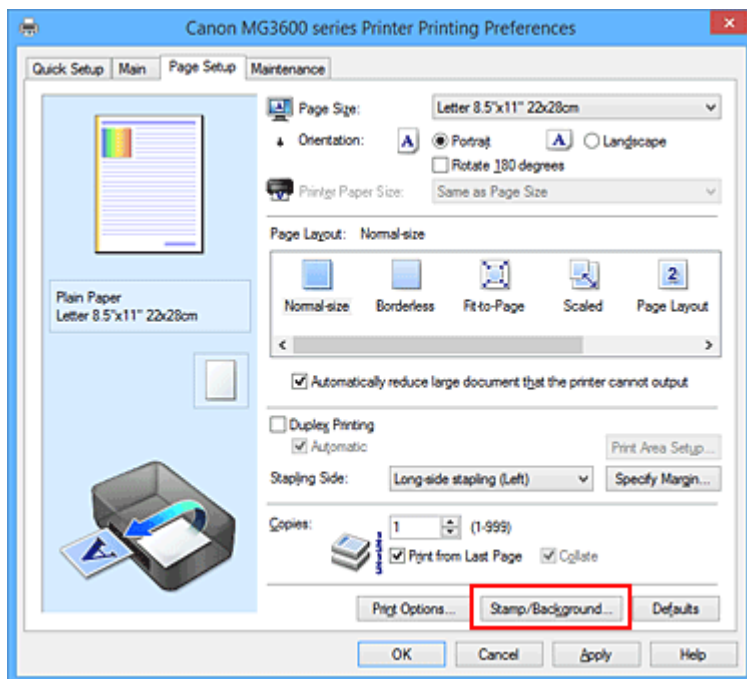 Canon MG3600 series Printer Printing Preferences
Quick Setup Main Page Setup Maintenance
Page Size: Letter 8.5"x11" 22x28cm
Orientation: A Portrait A Landscape
Rotate 180 degrees
Printer Paper Size: Same as Page Size
Page Layout: Normal-size
2
Normal-size Borderless Fit-to-Page Scaled Page Layout
Plain Paper
Letter 8.5"x11" 22x28cm
Automatically reduce large document that the printer cannot output
Duplex Printing
Automatic
Print Area Setup...
Stapling Side: Long-side stapling (Left) Specify Margin...
Copies: 1 (1-999)
Print from Last Page Collate
A
Print Options... Stamp/Background... Defaults
OK Cancel Apply Help